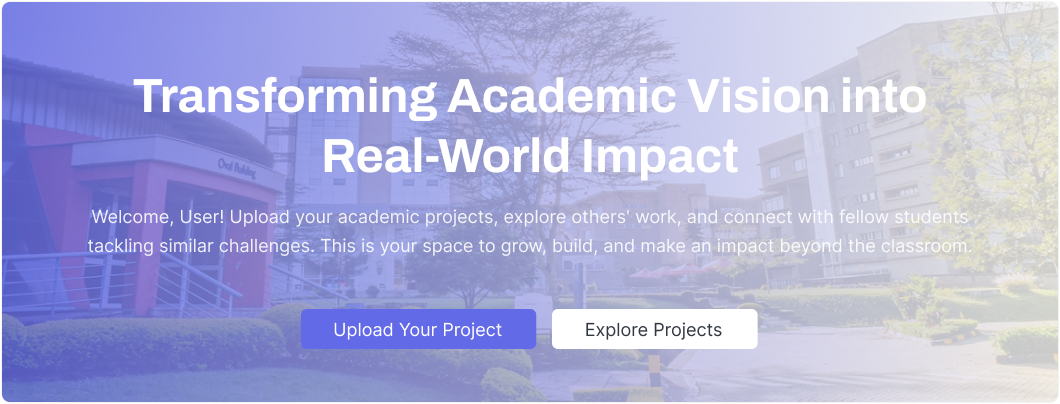 Transforming Academic Vision into
Real-World Impact
Oval Building
Welcome, User! Upload your academic projects, explore others' work, and connect with fellow students
tackling similar challenges. This is your space to grow, build, and make an impact beyond the classroom.
Upload Your Project
Explore Projects